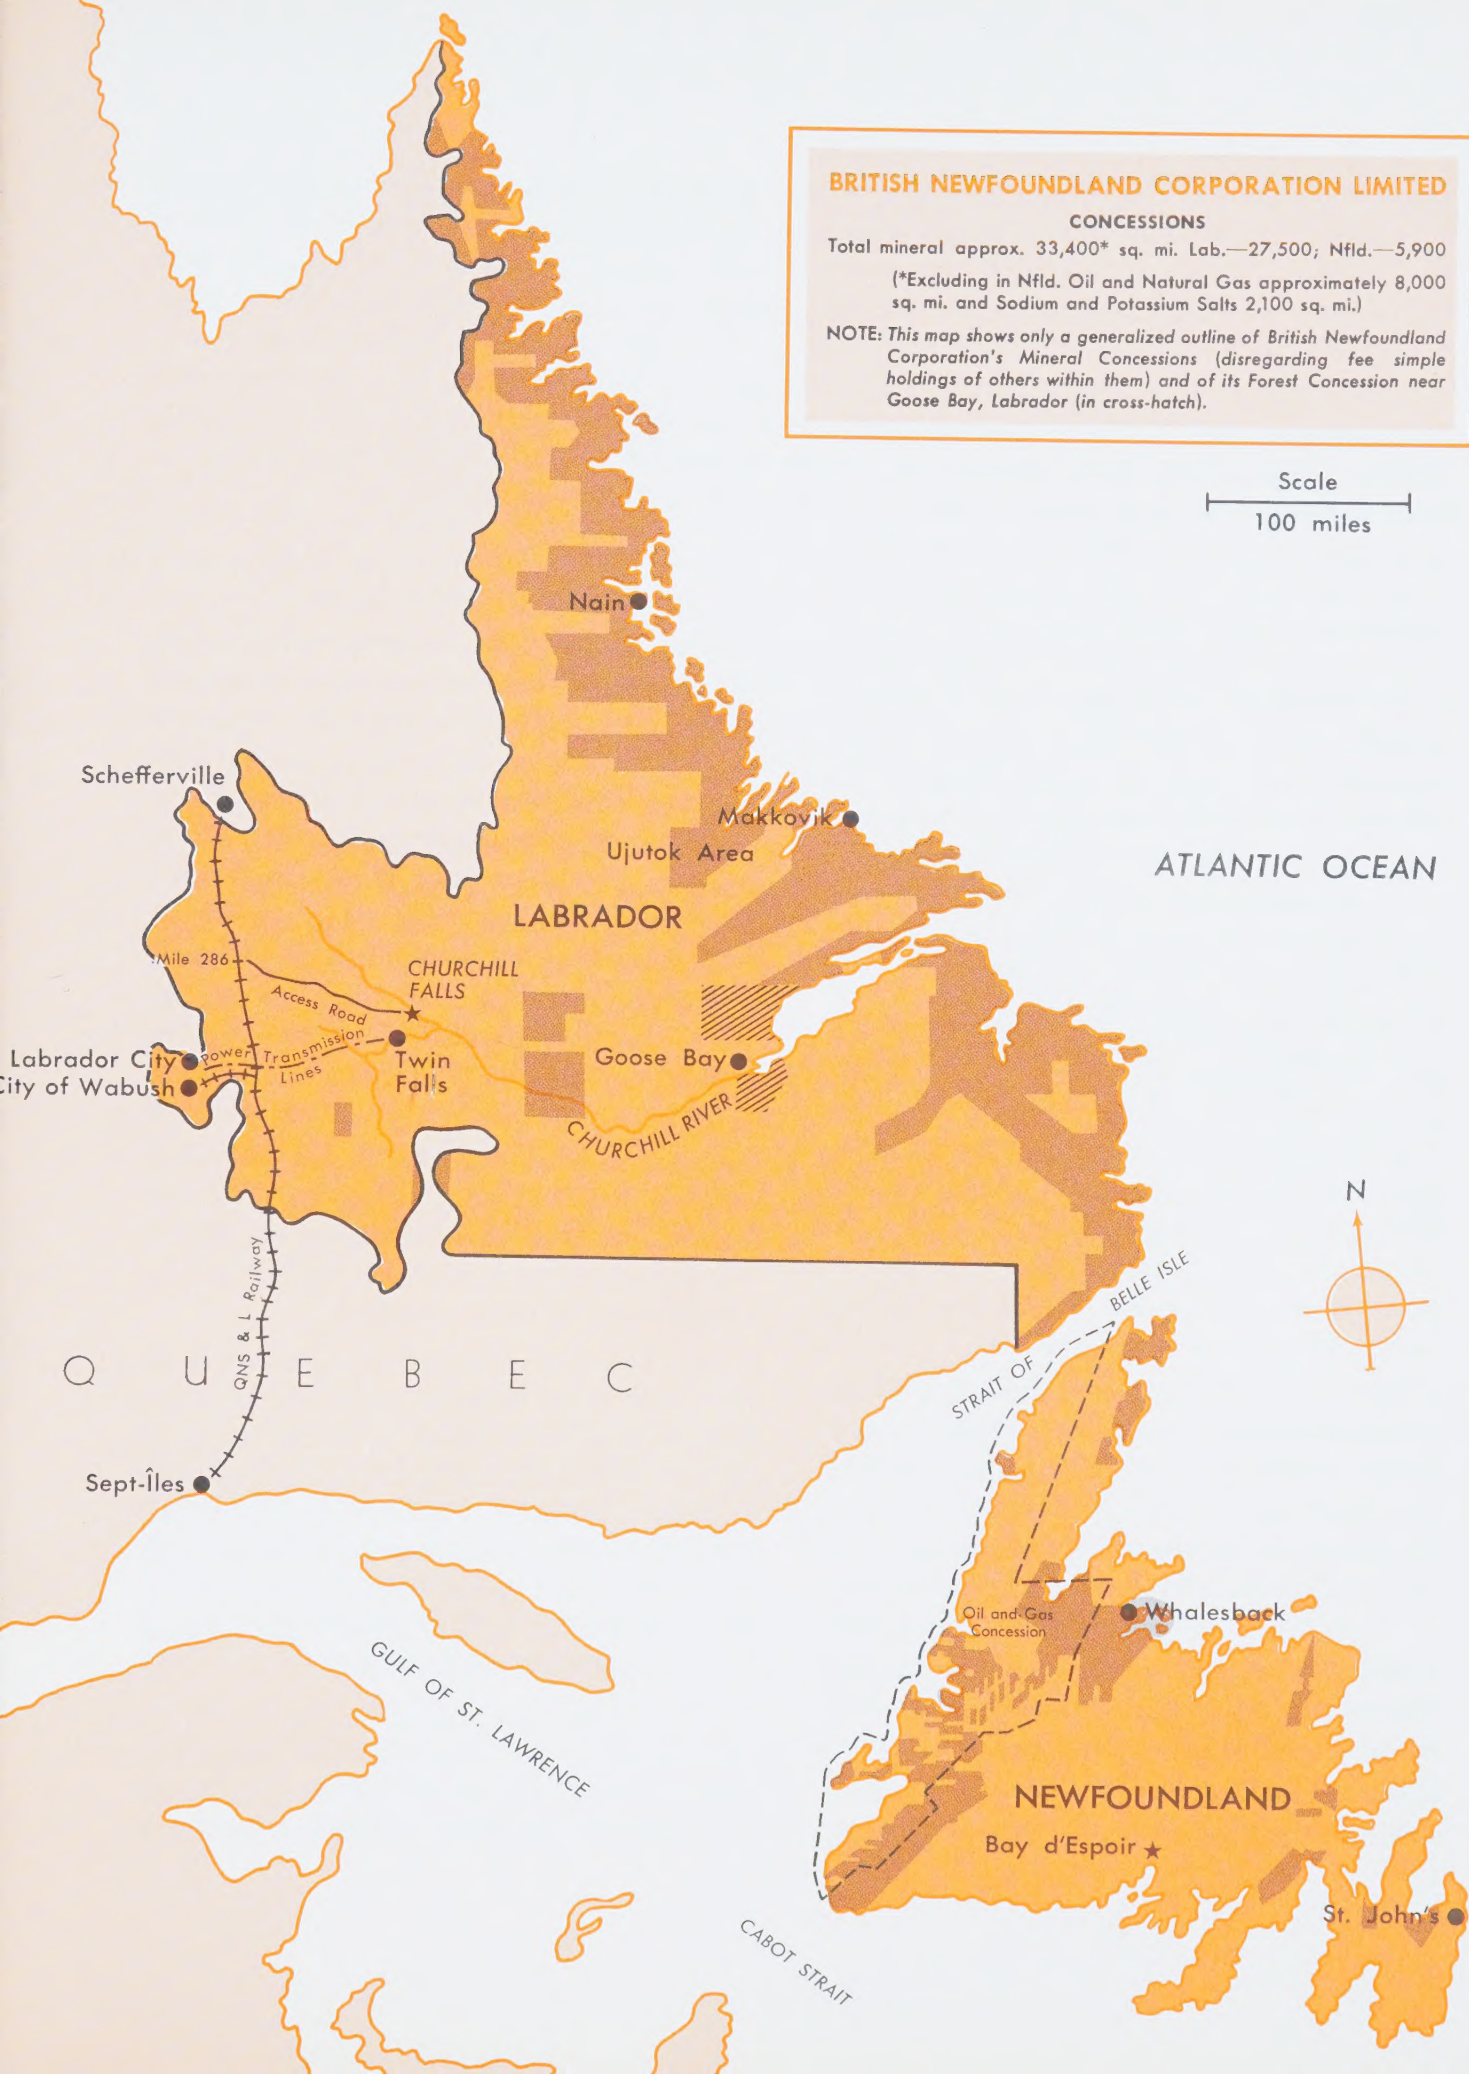 BRITISH NEWFOUNDLAND CORPORATION LIMITED
CONCESSIONS
Total mineral approx. 33,400* sq. mi. Lab.—27,500; Nfld.—5,900
(*Excluding in Nfld. Oil and Natural Gas approximately 8,000
sq. mi. and Sodium and Potassium Salts 2,100 sq. mi.)
NOTE: This map shows only a generalized outline of British Newfoundland
Corporation's Mineral Concessions (disregarding fee simple
holdings of others within them) and of its Forest Concession near
Goose Bay, Labrador (in cross-hatch).
Scale
100 miles
Nain
Schefferville
Makkovik
Ujutok Area
ATLANTIC OCEAN
LABRADOR
Mile 286
CHURCHILL
FALLS
Access Road
Labrador City
Power Transmission
Lines
Twin
Falls
Goose Bay
City of Wabush
CHURCHILL RIVER
N
QNS & L Railway
STRAIT OF BELLE ISLE
QUEBEC
Sept-Îles
Oil and Gas
Concession
Whalesback
GULF OF ST. LAWRENCE
NEWFOUNDLAND
Bay d'Espoir
St. John's
CABOT STRAIT